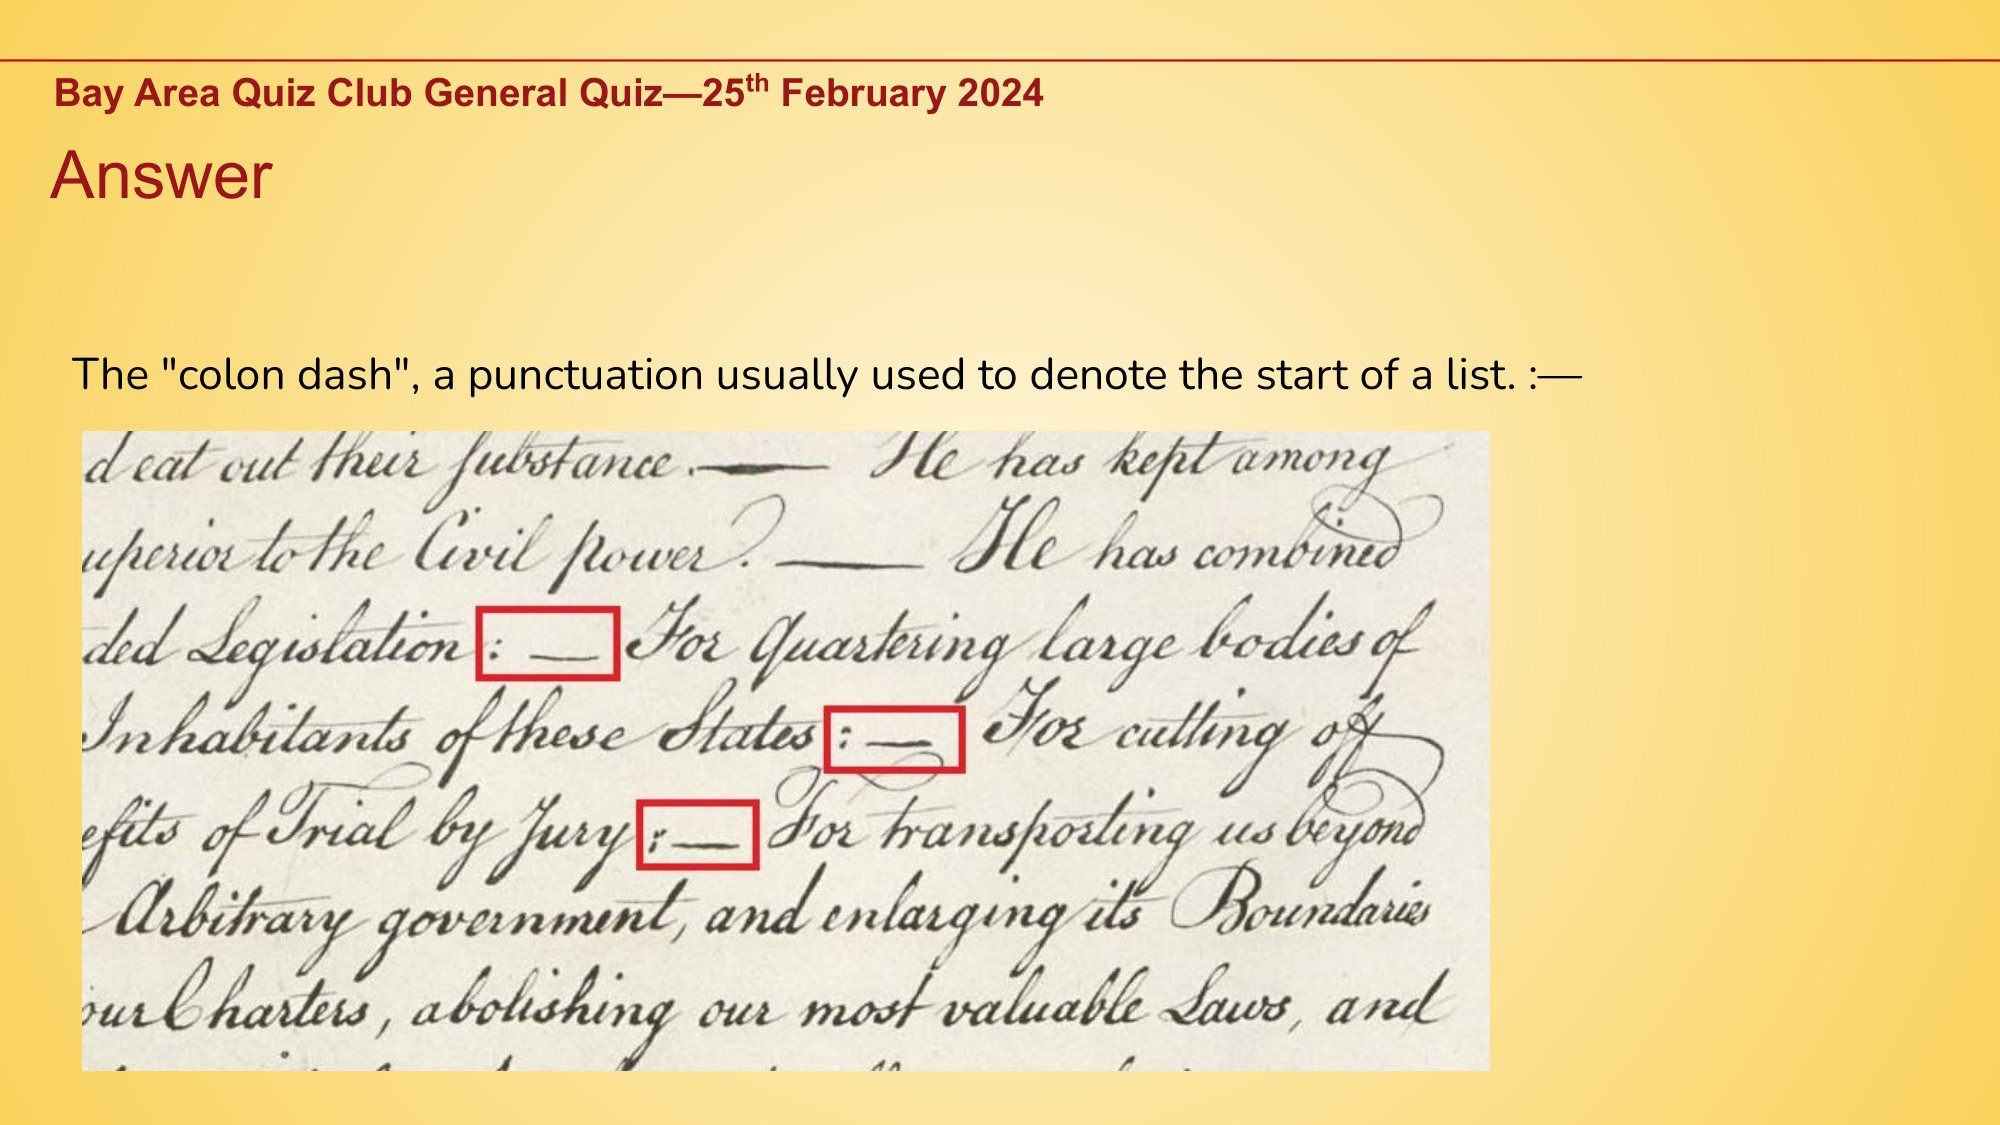 Bay Area Quiz Club General Quiz—25th February 2024
Answer
The "colon dash", a punctuation usually used to denote the start of a list. :—
d eat out their substance. — He has kept among
uperior to the Civil power. — He has combined
ded Legislation : — For Quartering large bodies of
Inhabitants of these States : — For cutting off
efits of Trial by Jury : — For transporting us beyond
Arbitrary government, and enlarging its Boundaries
our Charters, abolishing our most valuable Laws, and